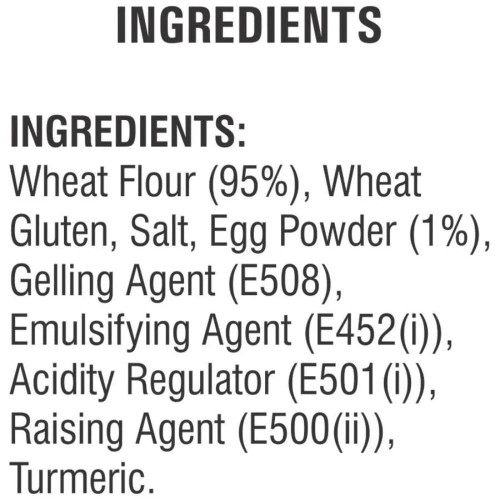 INGREDIENTS
INGREDIENTS:
Wheat Flour (95%), Wheat
Gluten, Salt, Egg Powder (1%),
Gelling Agent (E508),
Emulsifying Agent (E452(i)),
Acidity Regulator (E501(i)),
Raising Agent (E500(ii)),
Turmeric.